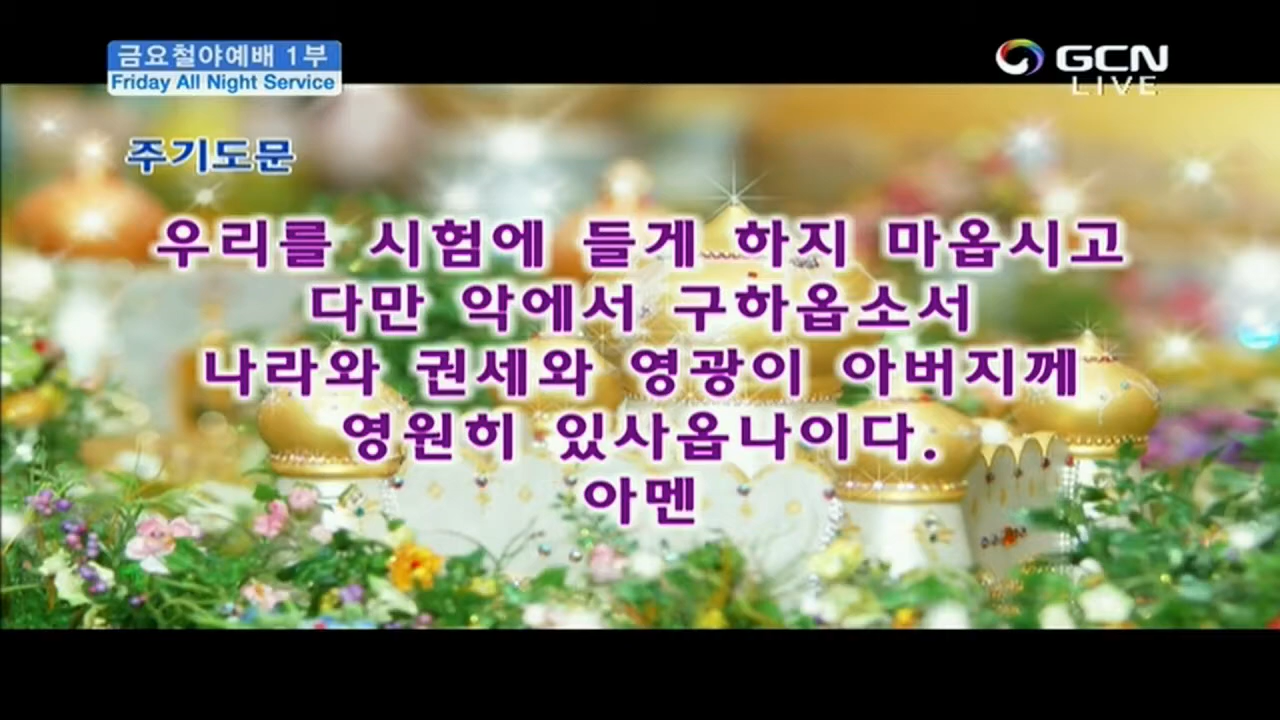 금요철야예배 1부
Friday All Night Service
GCN
LIVE
주기도문
우리를 시험에 들게 하지 마옵시고
다만 악에서 구하옵소서
나라와 권세와 영광이 아버지께
영원히 있사옵나이다.
아멘